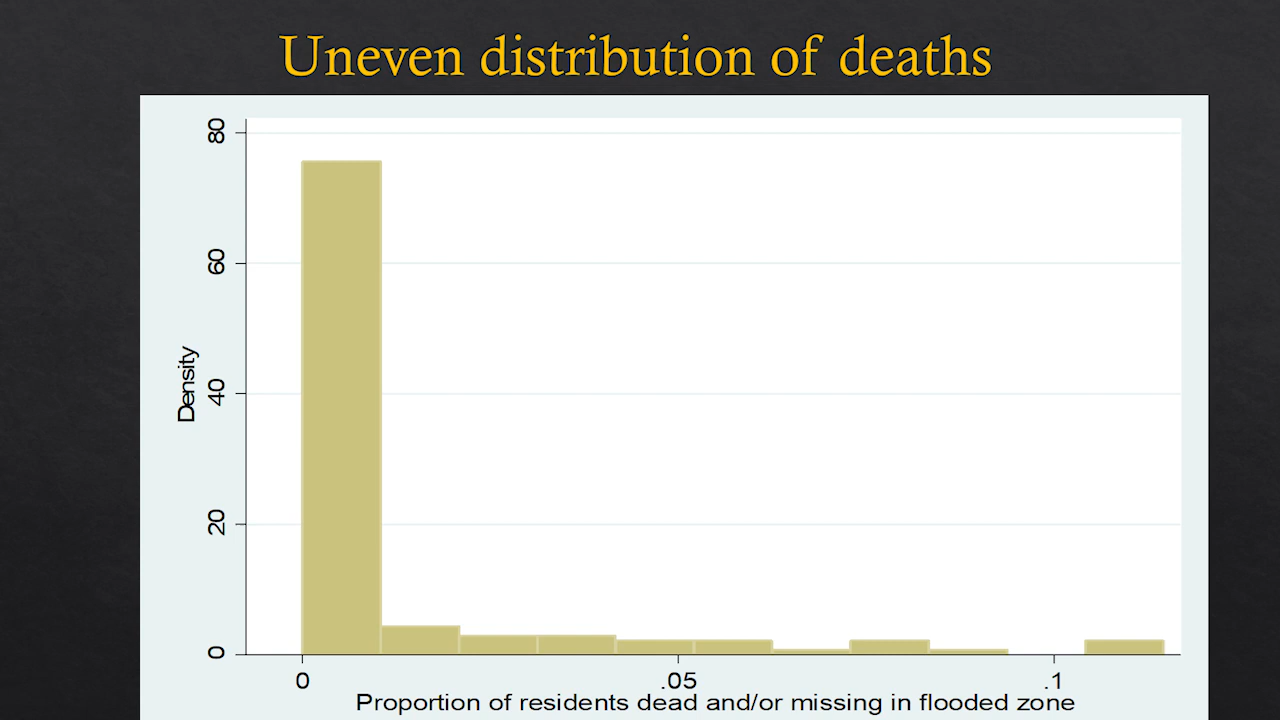 Uneven distribution of deaths
80
60
40
20
0
Density
0 .05 .1
Proportion of residents dead and/or missing in flooded zone